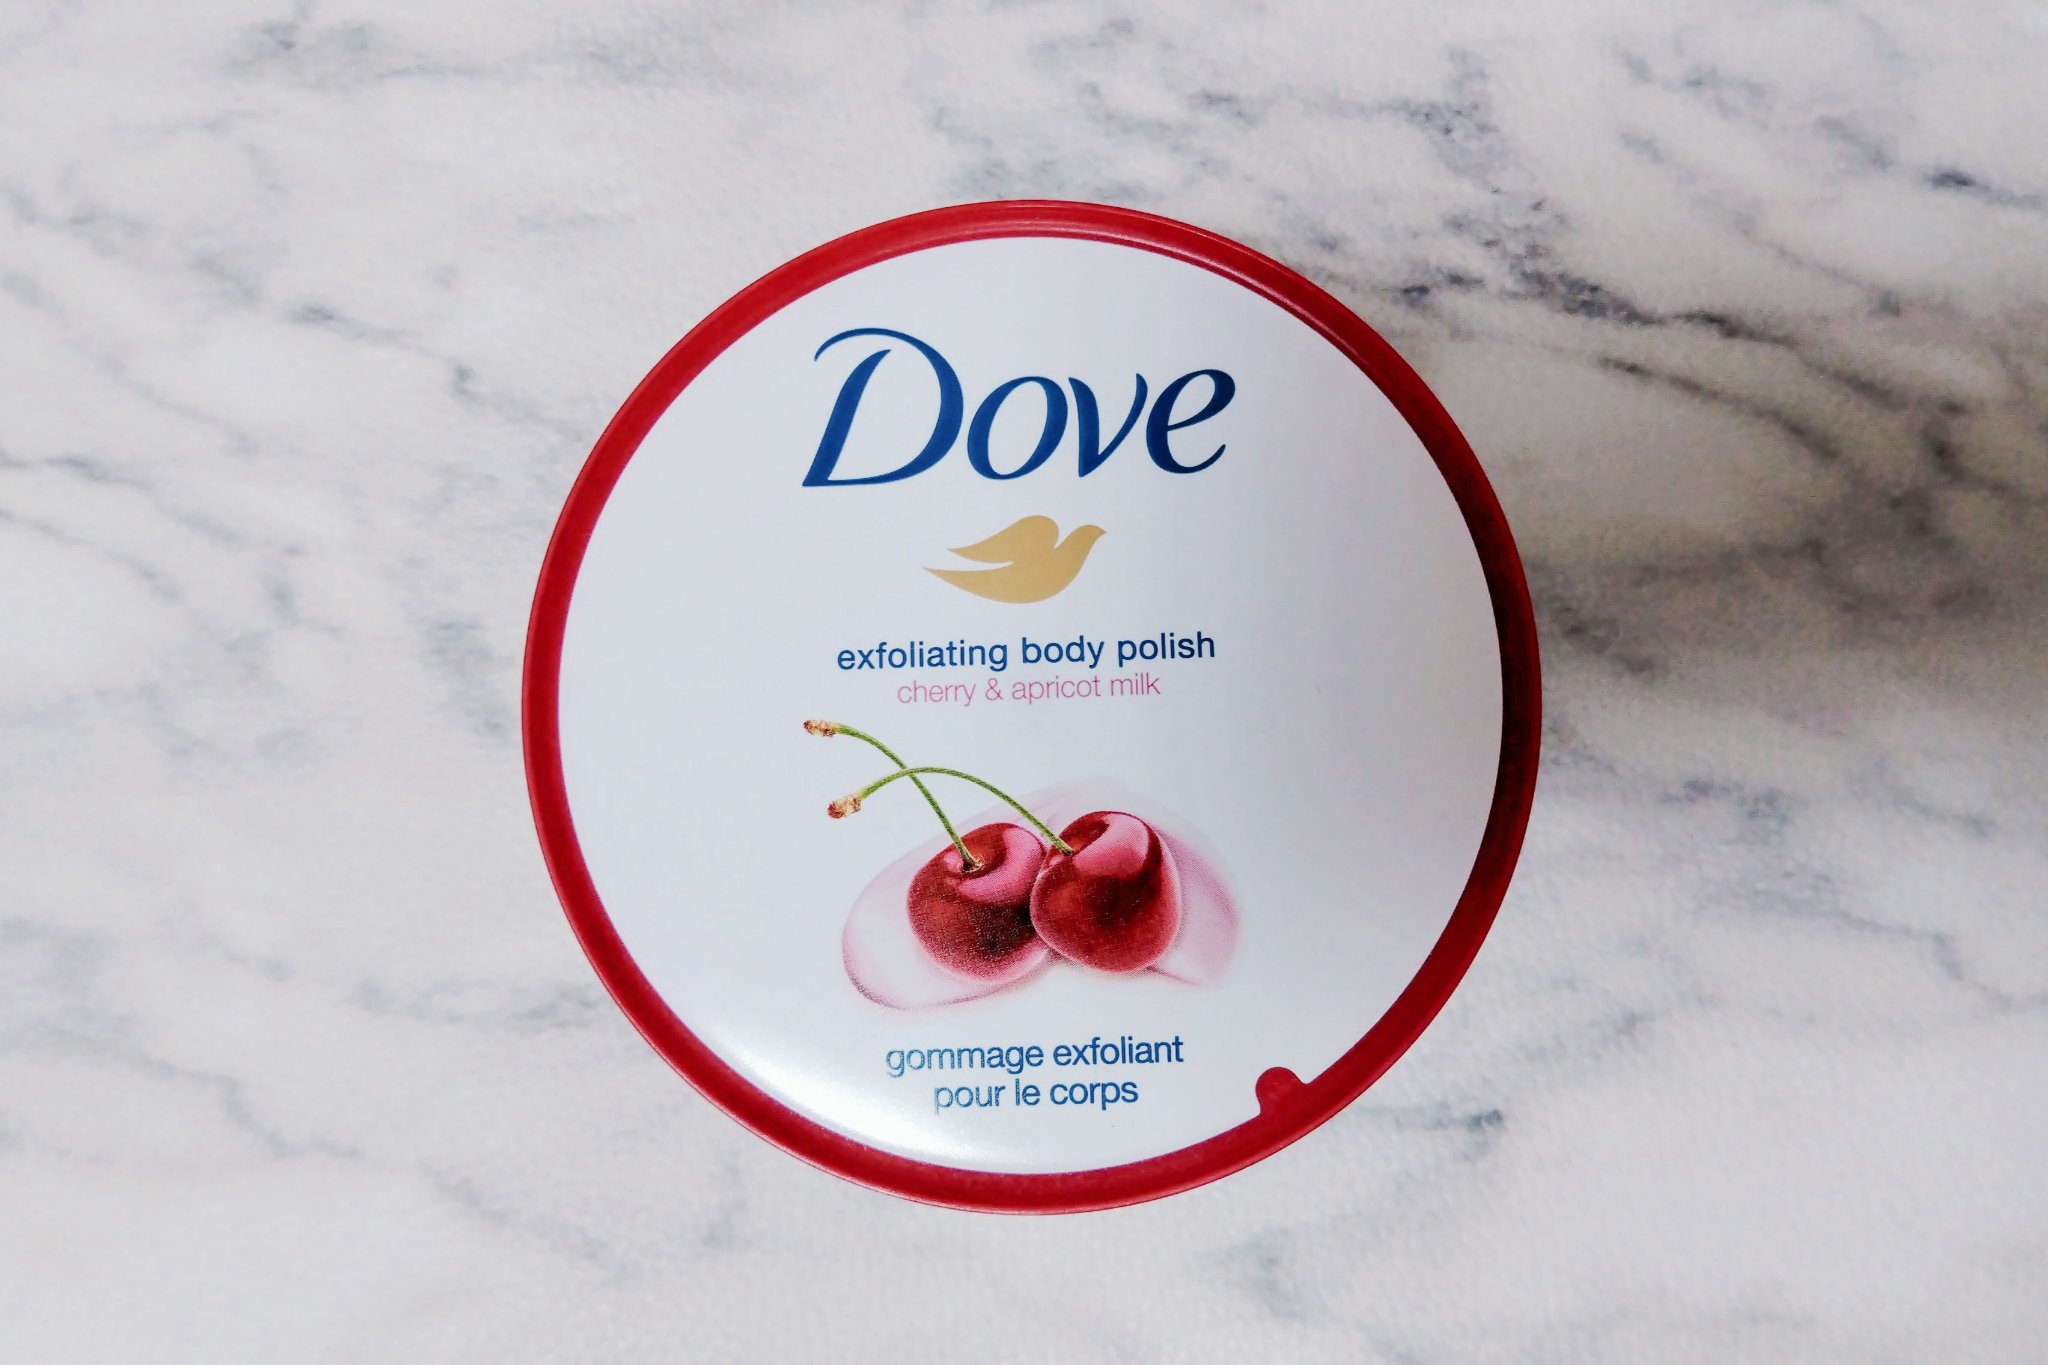 Dove
exfoliating body polish
cherry & apricot milk
gommage exfoliant
pour le corps